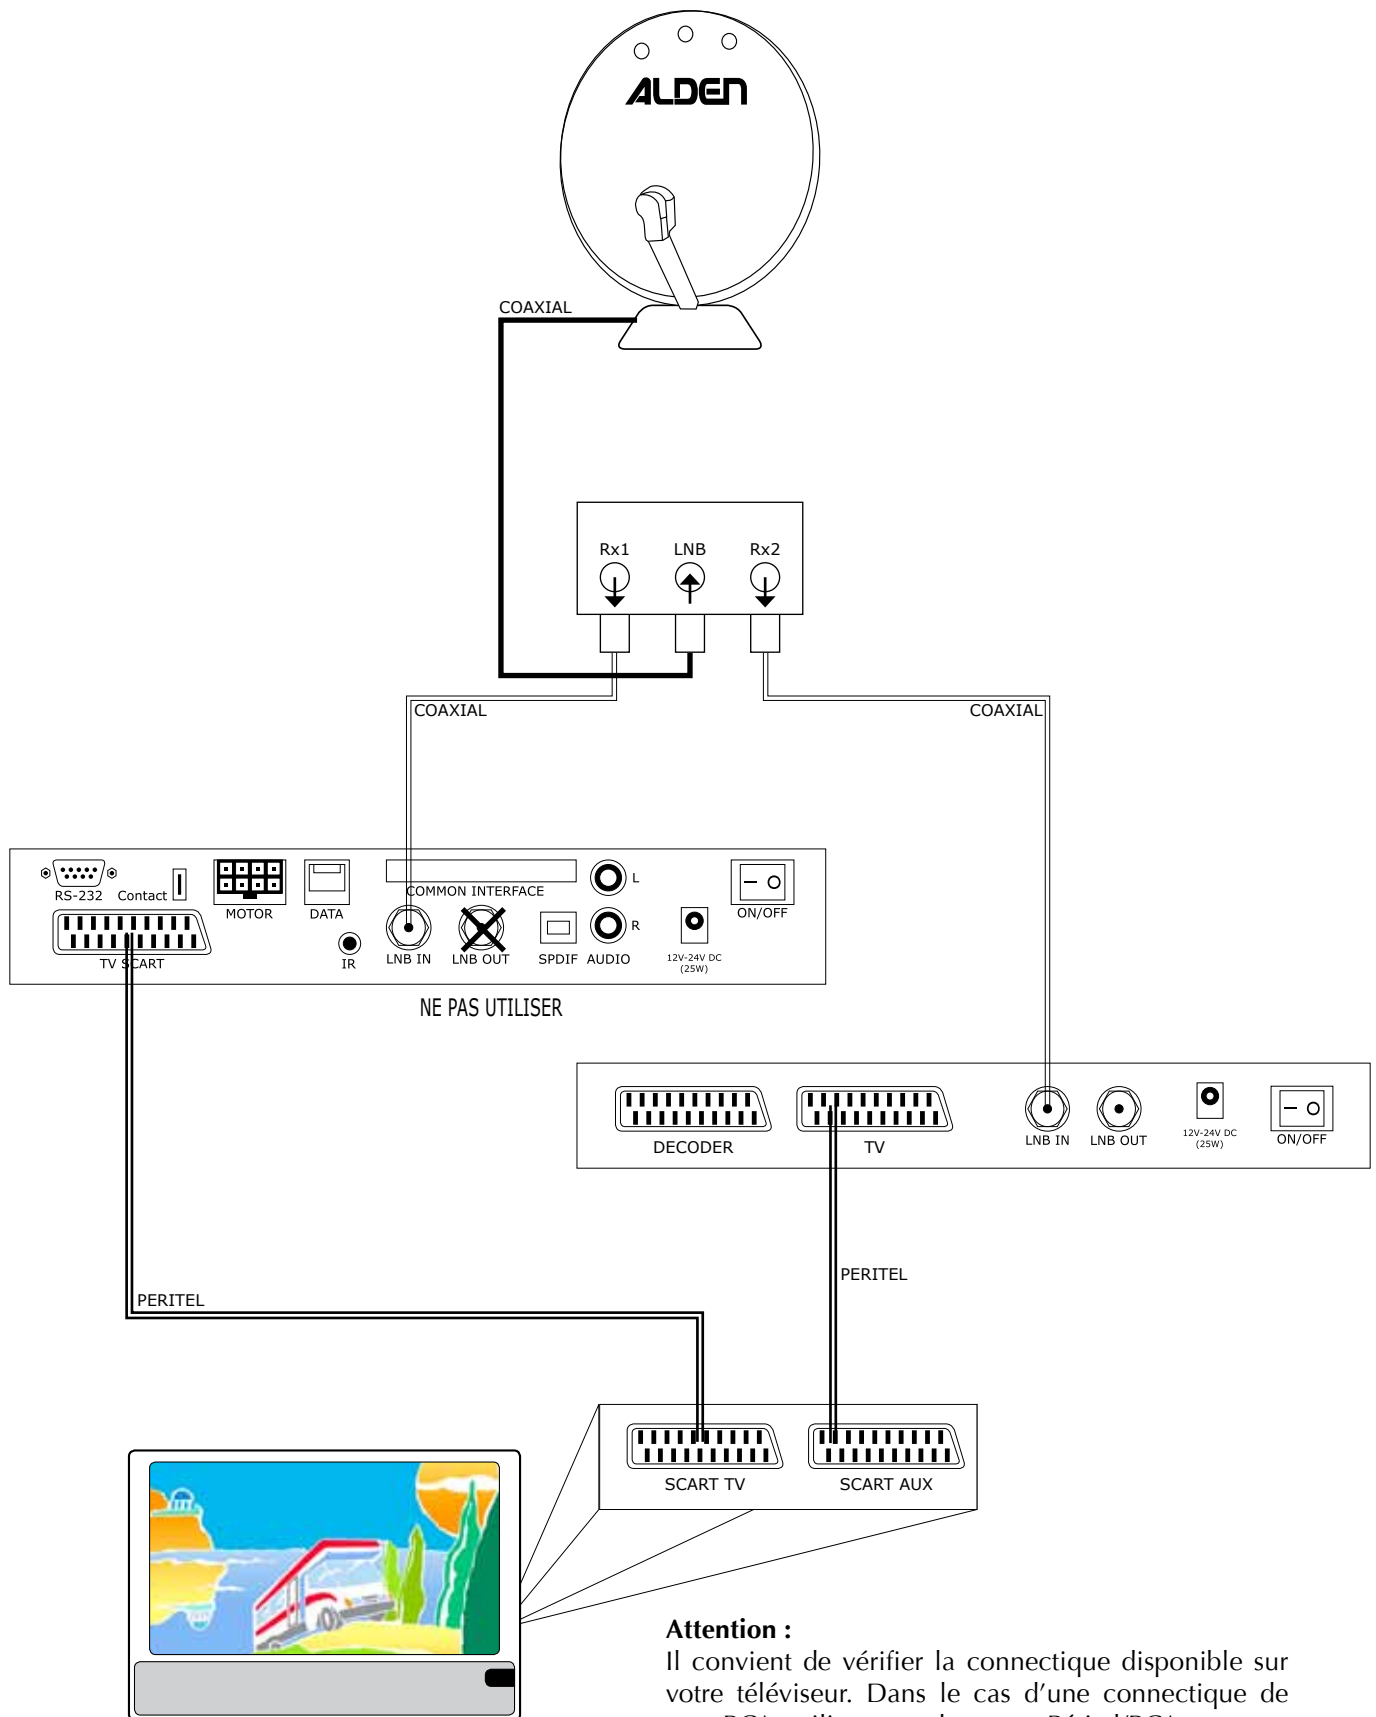 ALDEN
COAXIAL
Rx1 LNB Rx2
COAXIAL COAXIAL
RS-232 Contact MOTOR DATA COMMON INTERFACE L ON/OFF
TV SCART IR LNB IN LNB OUT SPDIF AUDIO R 12V-24V DC
(25W)
NE PAS UTILISER
DECODER TV LNB IN LNB OUT 12V-24V DC
(25W) ON/OFF
PERITEL
PERITEL
SCART TV SCART AUX
Attention :
Il convient de vérifier la connectique disponible sur
votre téléviseur. Dans le cas d'une connectique de